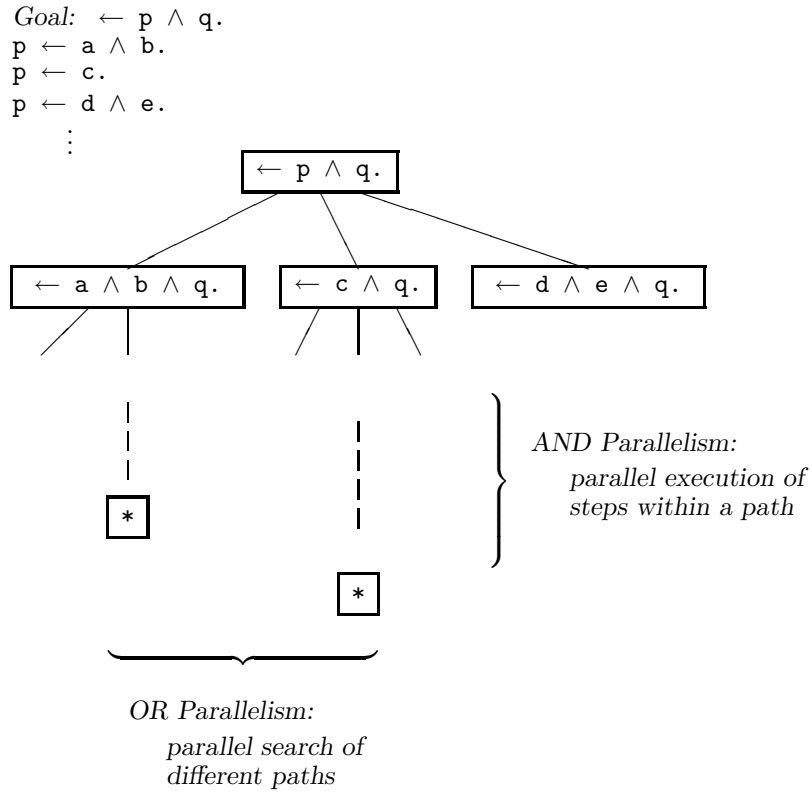 Goal: ← p ∧ q.
p ← a ∧ b.
p ← c.
p ← d ∧ e.
⋮
← p ∧ q.
← a ∧ b ∧ q.
← c ∧ q.
← d ∧ e ∧ q.
AND Parallelism:
parallel execution of
steps within a path
*
*
OR Parallelism:
parallel search of
different paths